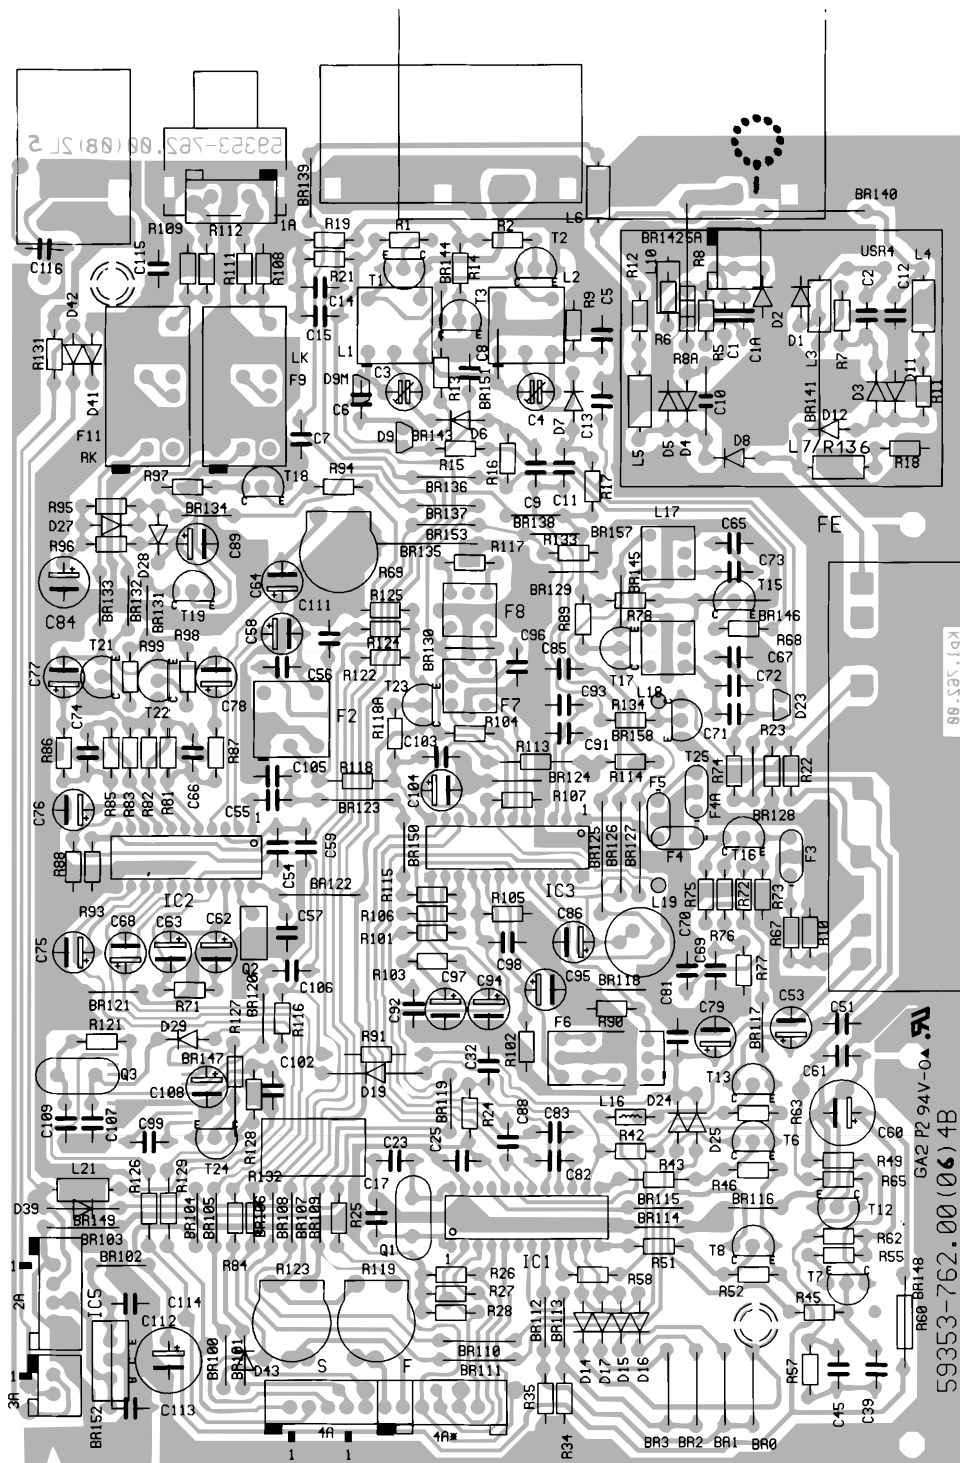 59353-762.00(08)2L 5
BR139
BR140
R109
R112
1A
R19
R1
R2
L6
C116
C115
R111
R108
R21
T1
BR144
R14
T2
L2
R12
L10
BR142
5A
R8
USR4
C2
C12
L4
D42
C14
C15
T3
R9
C5
R6
R8A
R5
C1
C1A
D2
D1
L3
R7
R131
D41
LK
F9
L1
D9M
C3
R13
C8
BR151
C6
C4
D7
C13
L5
D5
D4
C10
BR141
D3
D11
R11
D12
F11
RK
C7
D9
BR143
D6
R15
R16
D8
L7/R136
R18
R97
T18
R94
BR136
C9
C11
R17
R95
D27
R96
BR134
C89
BR137
BR153
BR138
BR135
R133
BR157
L17
C65
FE
D28
R117
R69
C73
C84
BR133
BR132
BR131
T19
C64
C111
R125
BR129
BR145
T15
F8
R89
R78
BR146
R98
C58
R124
BR130
C96
C85
R68
C77
T21
R99
C56
R122
T17
C67
C74
T22
C78
F2
T23
F7
C93
L18
C72
D23
R118A
R104
R134
C71
R23
R86
R87
C103
C91
BR158
C105
R118
C104
R113
R114
T25
R74
R22
C76
R85
R83
R82
R81
C66
C55
1
BR123
BR124
R107
F5
F4A
BR128
R88
C54
C59
BR150
1
BR125
BR126
BR127
F4
T16
F3
BR122
R115
IC3
R93
IC2
R105
L19
R75
R72
R73
C75
C68
C63
C62
C57
R106
C86
C70
R76
R67
R10
Q2
R101
C98
C69
R77
C106
R103
C97
C94
C95
BR118
C81
BR121
R71
BR120
R127
R116
C92
R90
C79
BR117
C53
C51
R121
D29
BR147
R91
C32
R102
F6
C61
Q3
C108
C102
D19
BR119
R24
C88
L16
D24
T13
R63
C60
C109
C107
C99
R128
C25
C83
R42
D25
T6
T24
C23
C82
R43
R46
R49
R65
L21
R126
R129
R132
C17
BR115
BR116
T12
D39
BR149
BR103
BR102
BR104
BR105
BR106
BR108
BR107
BR109
R25
Q1
BR114
T8
R62
R55
1
R84
R123
R119
1
R26
IC1
R58
R51
R52
T7
2A
IC5
C114
R27
R28
BR112
BR113
R45
R60
BR148
C112
BR100
BR101
D43
S
F
BR110
BR111
D14
D17
D15
D16
R57
1
3A
BR152
C113
4A
4A*
R35
R34
C45
C39
1
1
BR3
BR2
BR1
BR0
GA2 P2 94V-0
59353-762.00(06)4B